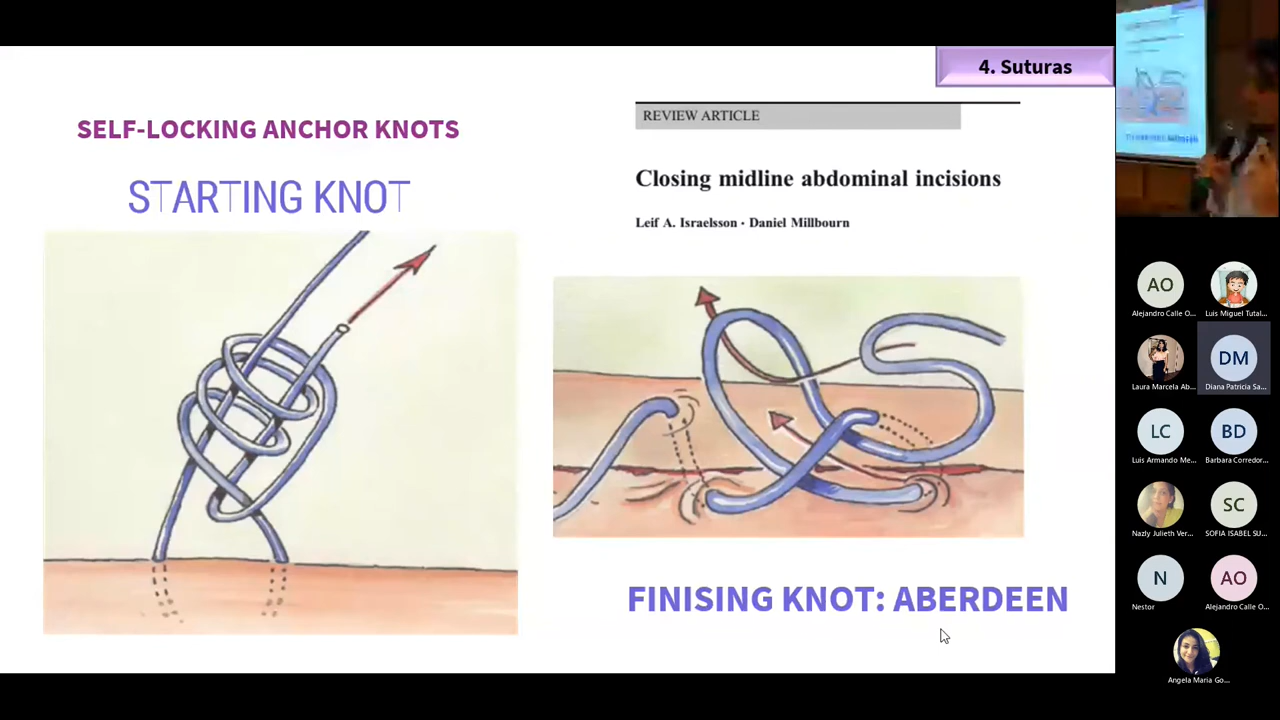 4. Suturas
SELF-LOCKING ANCHOR KNOTS
STARTING KNOT
REVIEW ARTICLE
Closing midline abdominal incisions
Leif A. Israelsson · Daniel Millbourn
FINISING KNOT: ABERDEEN
AO
Alejandro Calle O...
Luis Miguel Tutal...
Laura Marcela Ab...
DM
Diana Patricia Sa...
LC
Luis Armando Me...
BD
Barbara Corredor...
Nazly Julieth Ver...
SC
SOFIA ISABEL SU...
N
Nestor
AO
Alejandro Calle O...
Angela Maria Go...